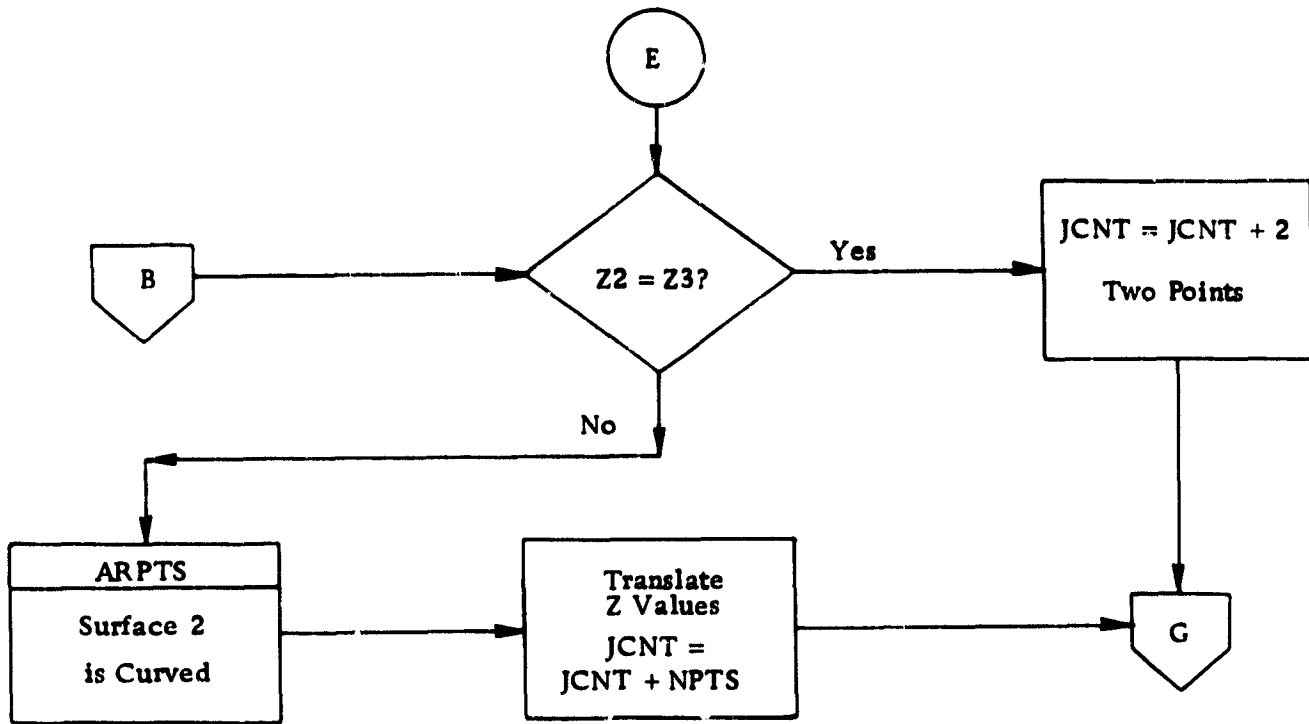 E
B
Z2 = Z3?
Yes
JCNT = JCNT + 2
Two Points
No
ARPTS
Surface 2
is Curved
Translate
Z Values
JCNT =
JCNT + NPTS
G